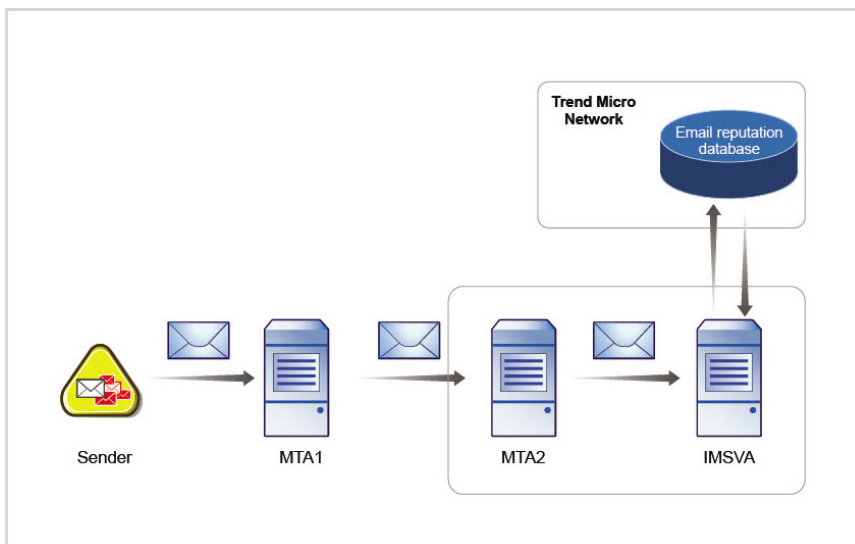 Trend Micro
Network
Email reputation
database
Sender
MTA1
MTA2
IMSVA